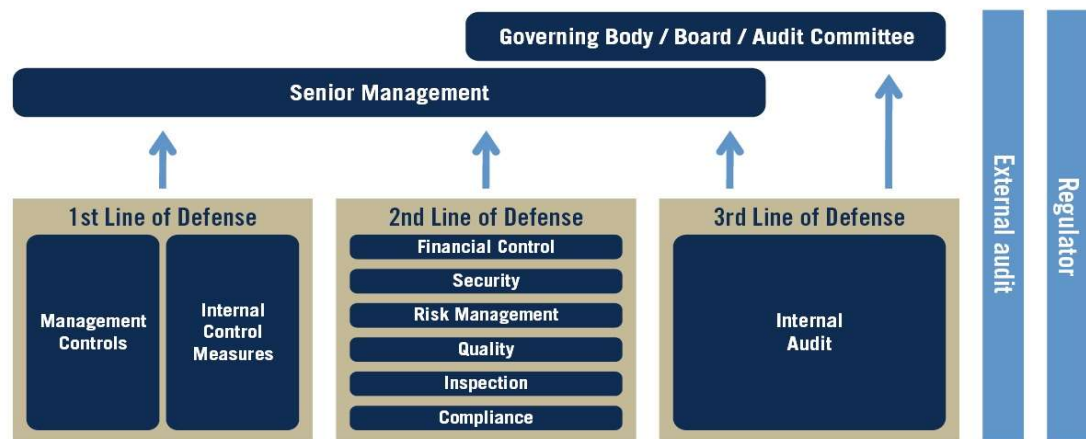 Governing Body / Board / Audit Committee
Senior Management
1st Line of Defense
Management
Controls
Internal
Control
Measures
2nd Line of Defense
Financial Control
Security
Risk Management
Quality
Inspection
Compliance
3rd Line of Defense
Internal
Audit
External audit
Regulator